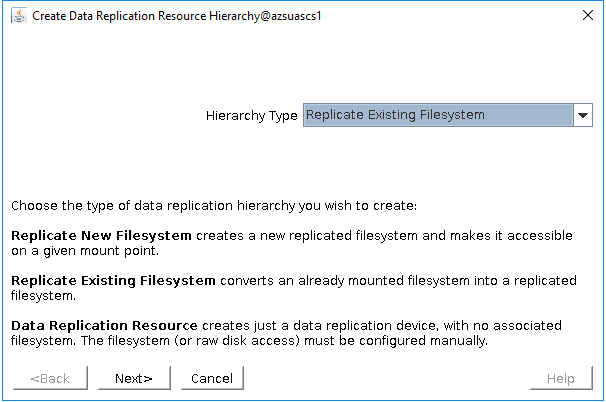 Create Data Replication Resource Hierarchy@azsuascs1
Hierarchy Type Replicate Existing Filesystem
Choose the type of data replication hierarchy you wish to create:
Replicate New Filesystem creates a new replicated filesystem and makes it accessible
on a given mount point.
Replicate Existing Filesystem converts an already mounted filesystem into a replicated
filesystem.
Data Replication Resource creates just a data replication device, with no associated
filesystem. The filesystem (or raw disk access) must be configured manually.
<Back Next> Cancel Help